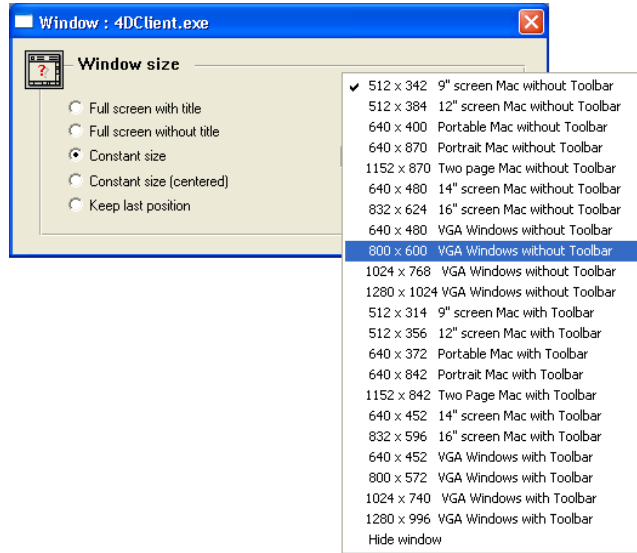 Window : 4DClient.exe
Window size
Full screen with title
Full screen without title
Constant size
Constant size (centered)
Keep last position
512 x 342 9" screen Mac without Toolbar
512 x 384 12" screen Mac without Toolbar
640 x 400 Portable Mac without Toolbar
640 x 870 Portrait Mac without Toolbar
1152 x 870 Two page Mac without Toolbar
640 x 480 14" screen Mac without Toolbar
832 x 624 16" screen Mac without Toolbar
640 x 480 VGA Windows without Toolbar
800 x 600 VGA Windows without Toolbar
1024 x 768 VGA Windows without Toolbar
1280 x 1024 VGA Windows without Toolbar
512 x 314 9" screen Mac with Toolbar
512 x 356 12" screen Mac with Toolbar
640 x 372 Portable Mac with Toolbar
640 x 842 Portrait Mac with Toolbar
1152 x 842 Two Page Mac with Toolbar
640 x 452 14" screen Mac with Toolbar
832 x 596 16" screen Mac with Toolbar
640 x 452 VGA Windows with Toolbar
800 x 572 VGA Windows with Toolbar
1024 x 740 VGA Windows with Toolbar
1280 x 996 VGA Windows with Toolbar
Hide window